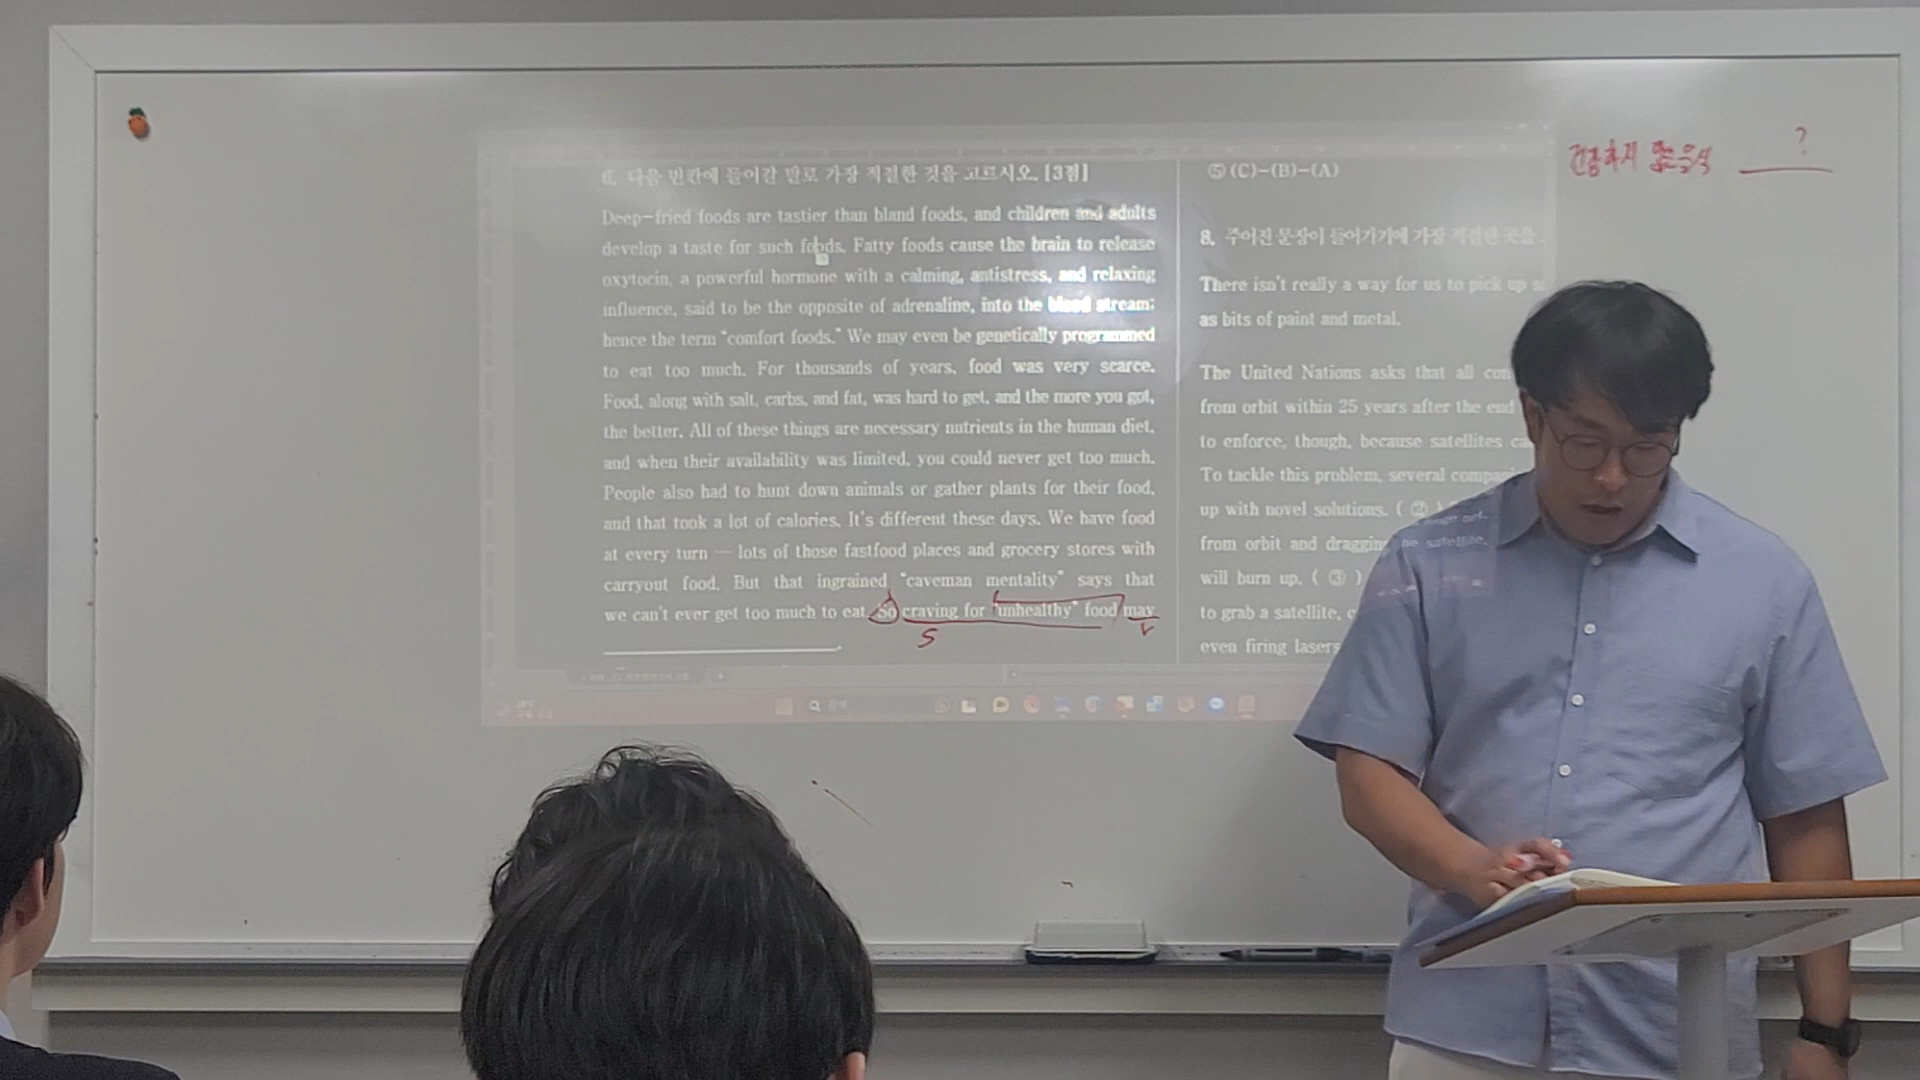 6. 다음 빈칸에 들어갈 말로 가장 적절한 것을 고르시오. [3점]
Deep-fried foods are tastier than bland foods, and children and adults
develop a taste for such foods. Fatty foods cause the brain to release
oxytocin, a powerful hormone with a calming, antistress, and relaxing
influence, said to be the opposite of adrenaline, into the blood stream;
hence the term "comfort foods." We may even be genetically programmed
to eat too much. For thousands of years, food was very scarce.
Food, along with salt, carbs, and fat, was hard to get, and the more you got,
the better. All of these things are necessary nutrients in the human diet,
and when their availability was limited, you could never get too much.
People also had to hunt down animals or gather plants for their food,
and that took a lot of calories. It's different these days. We have food
at every turn — lots of those fastfood places and grocery stores with
carryout food. But that ingrained "caveman mentality" says that
we can't ever get too much to eat. So craving for "unhealthy" food may
S V
검색
⑤ (C)-(B)-(A)
8. 주어진 문장이 들어가기에 가장 적절한 곳을
There isn't really a way for us to pick up
as bits of paint and metal.
The United Nations asks that all
from orbit within 25 years after the end
to enforce, though, because satellites
To tackle this problem, several
up with novel solutions. ( ② )
from orbit and dragging the satellite,
will burn up. ( ③ )
to grab a satellite,
even firing lasers
건강하지 않은 음식 ?